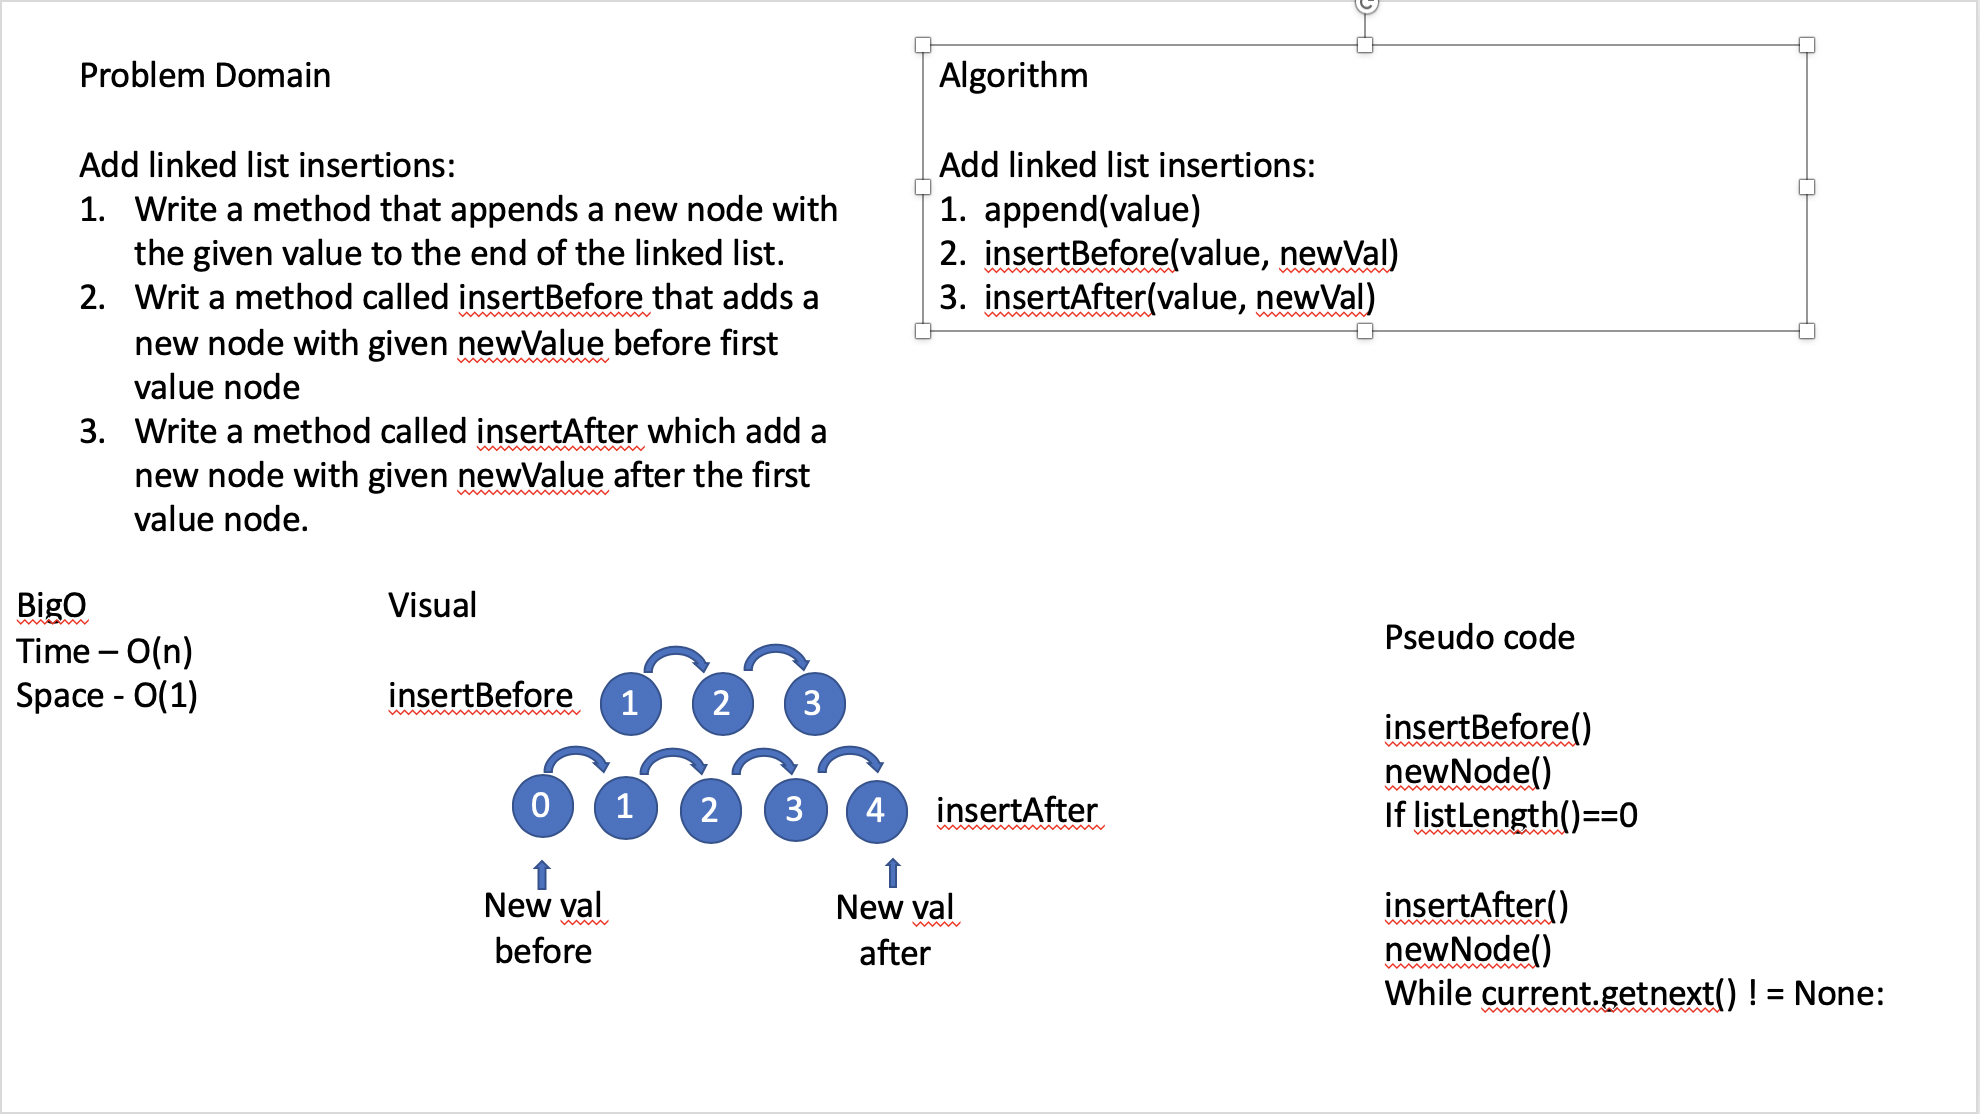 Problem Domain
Add linked list insertions:
1. Write a method that appends a new node with
the given value to the end of the linked list.
2. Writ a method called insertBefore that adds a
new node with given newValue before first
value node
3. Write a method called insertAfter which add a
new node with given newValue after the first
value node.
Algorithm
Add linked list insertions:
1. append(value)
2. insertBefore(value, newVal)
3. insertAfter(value, newVal)
BigO
Time – O(n)
Space - O(1)
Visual
insertBefore
1 2 3
0 1 2 3 4
insertAfter
New val
before
New val
after
Pseudo code
insertBefore()
newNode()
If listLength()==0
insertAfter()
newNode()
While current.getnext() ! = None: